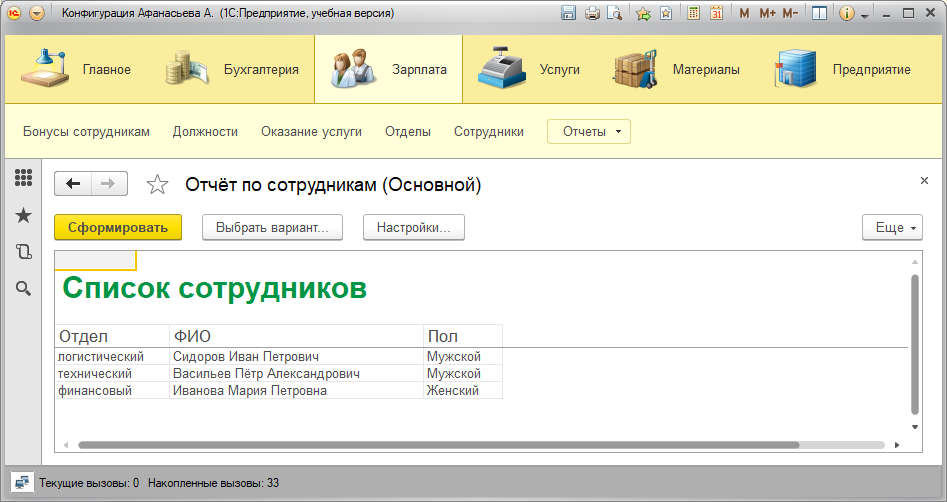 Конфигурация Афанасьева А. (1С:Предприятие, учебная версия)
M M+ M-
Главное Бухгалтерия Зарплата Услуги Материалы Предприятие
Бонусы сотрудникам Должности Оказание услуги Отделы Сотрудники Отчеты
Отчёт по сотрудникам (Основной)
Сформировать Выбрать вариант... Настройки... Еще
Список сотрудников
Отдел ФИО Пол
логистический Сидоров Иван Петрович Мужской
технический Васильев Пётр Александрович Мужской
финансовый Иванова Мария Петровна Женский
Текущие вызовы: 0 Накопленные вызовы: 33